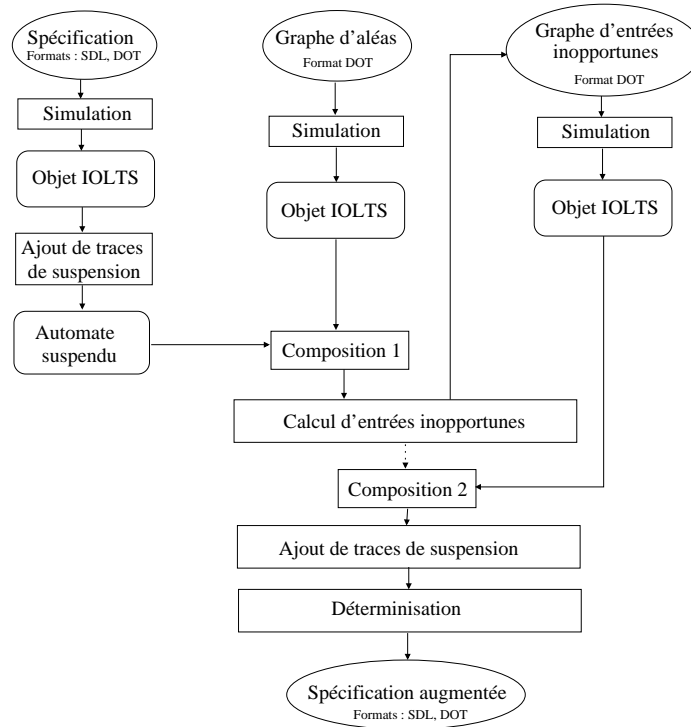 Spécification
Formats : SDL, DOT
Graphe d'aléas
Format DOT
Graphe d'entrées
inopportunes
Format DOT
Simulation
Simulation
Simulation
Objet IOLTS
Objet IOLTS
Objet IOLTS
Ajout de traces
de suspension
Automate
suspendu
Composition 1
Calcul d'entrées inopportunes
Composition 2
Ajout de traces de suspension
Déterminisation
Spécification augmentée
Formats : SDL, DOT